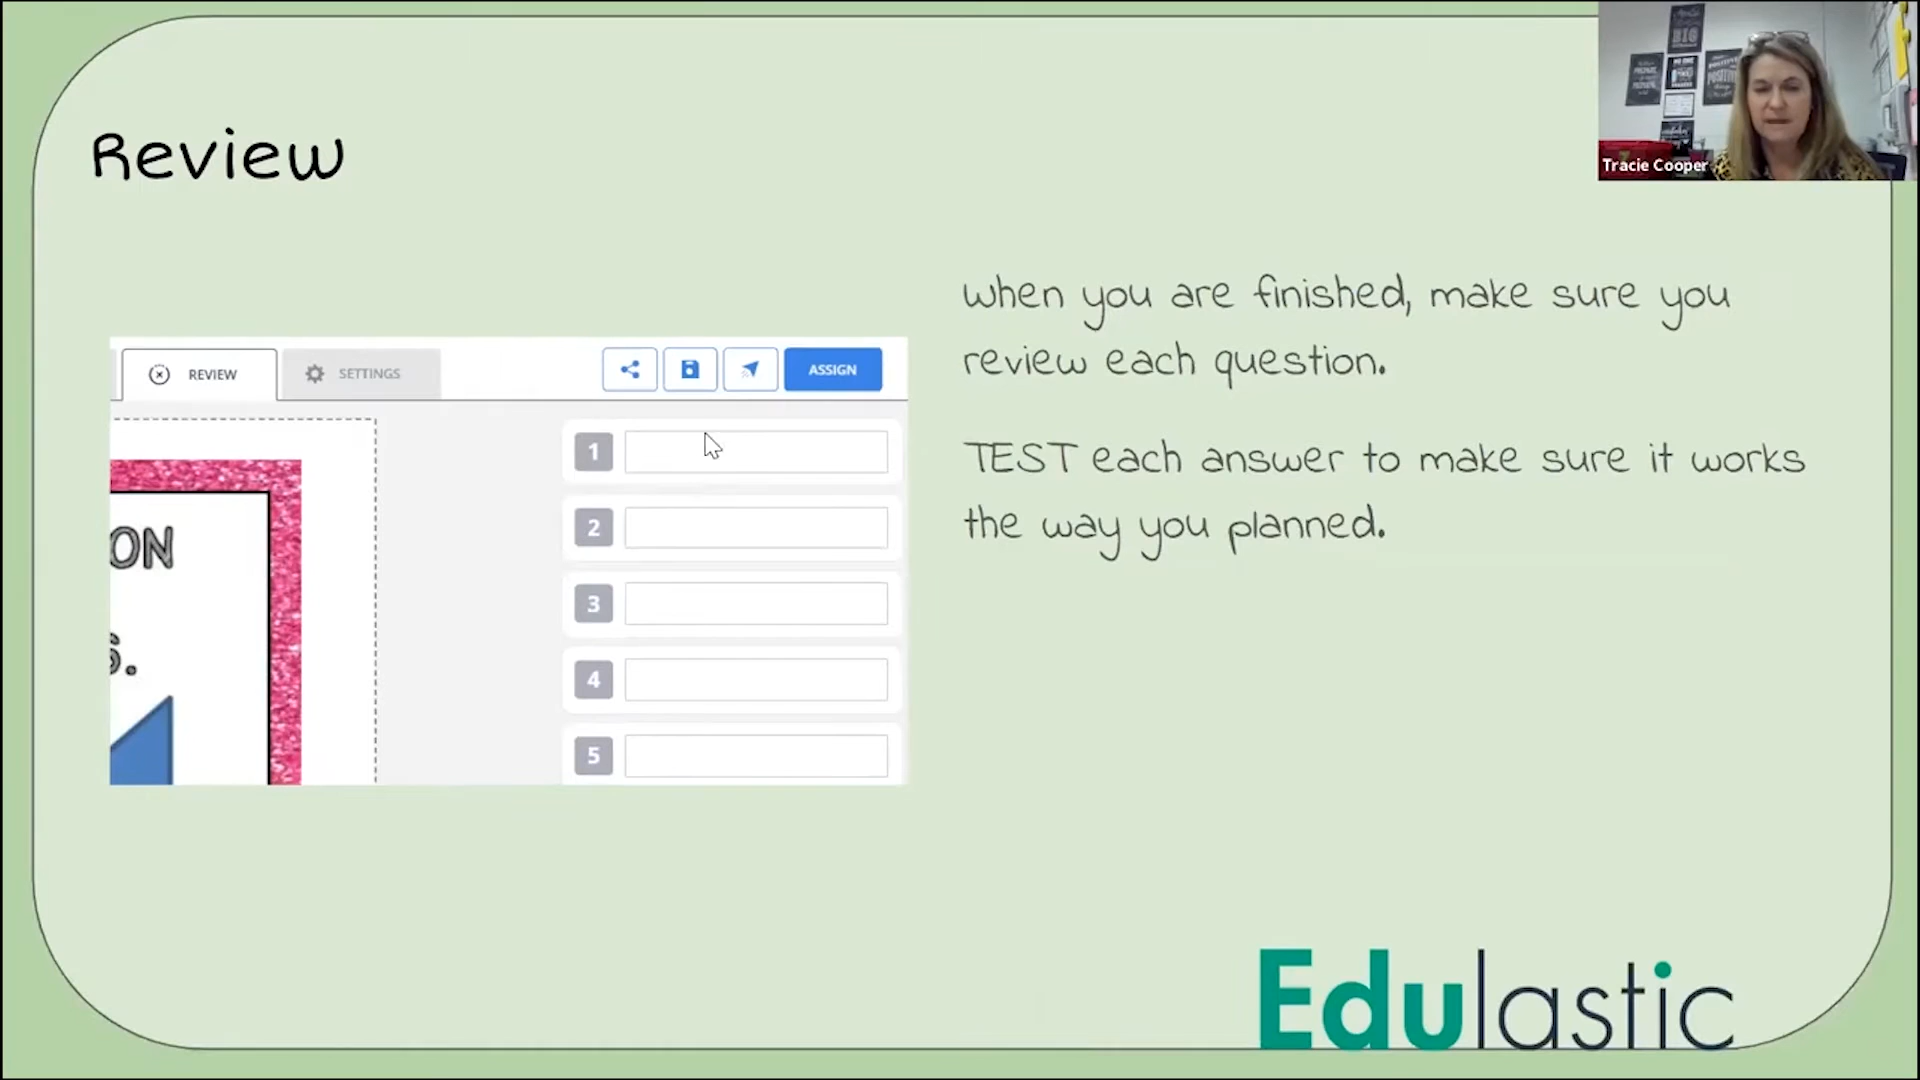 Review
Tracie Cooper
When you are finished, make sure you
review each question.
TEST each answer to make sure it works
the way you planned.
REVIEW
SETTINGS
ASSIGN
1
2
3
4
5
ON
S.
Edulastic